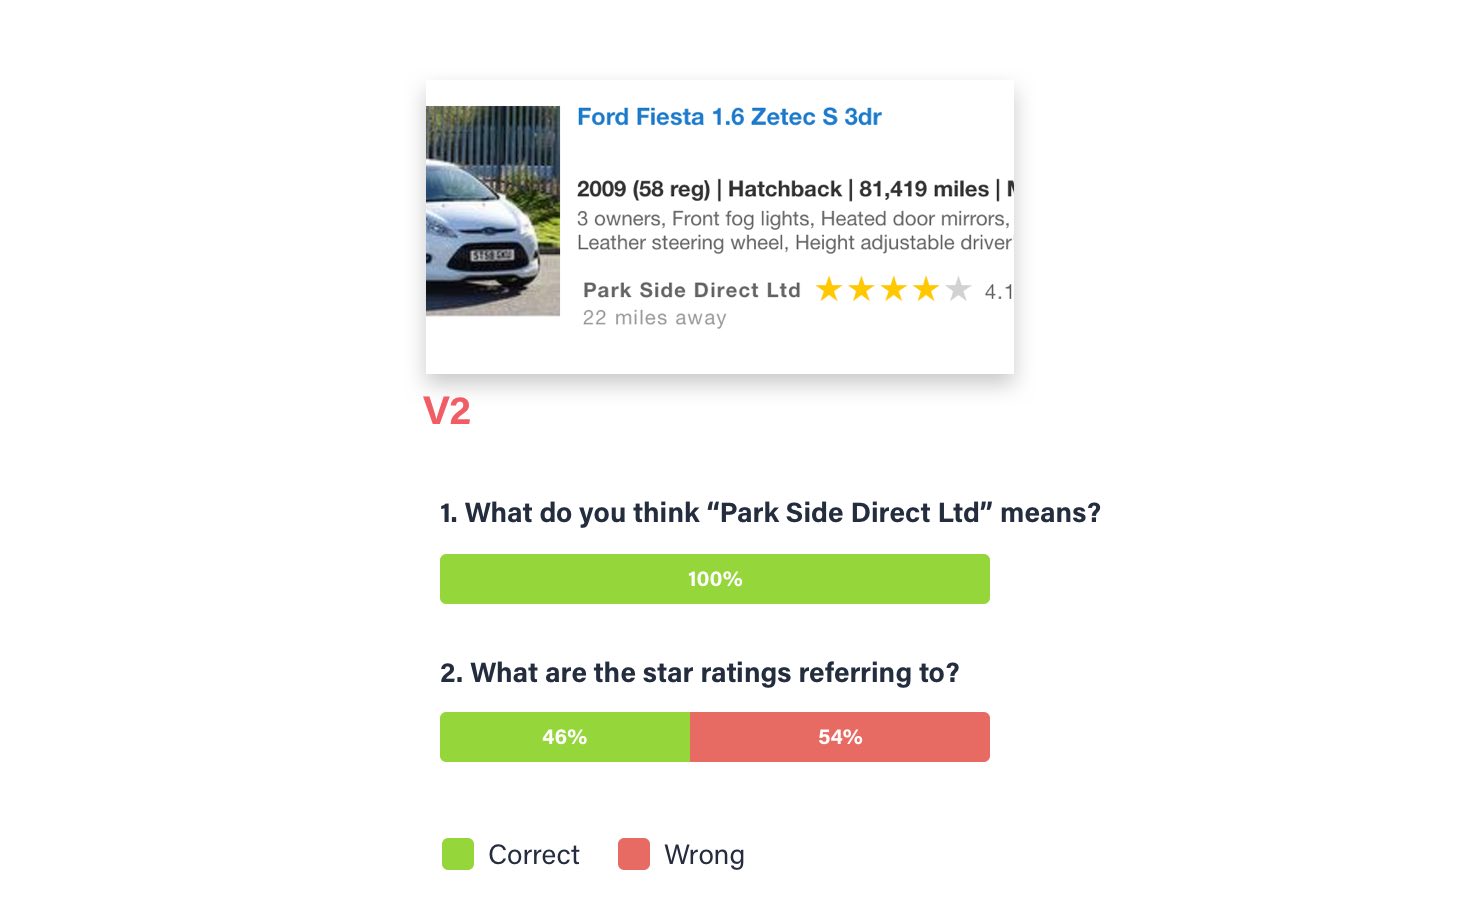 Ford Fiesta 1.6 Zetec S 3dr
2009 (58 reg) | Hatchback | 81,419 miles |
3 owners, Front fog lights, Heated door mirrors,
Leather steering wheel, Height adjustable driver
ST58 GKU
Park Side Direct Ltd 4.1
22 miles away
V2
1. What do you think “Park Side Direct Ltd” means?
100%
2. What are the star ratings referring to?
46% 54%
Correct Wrong